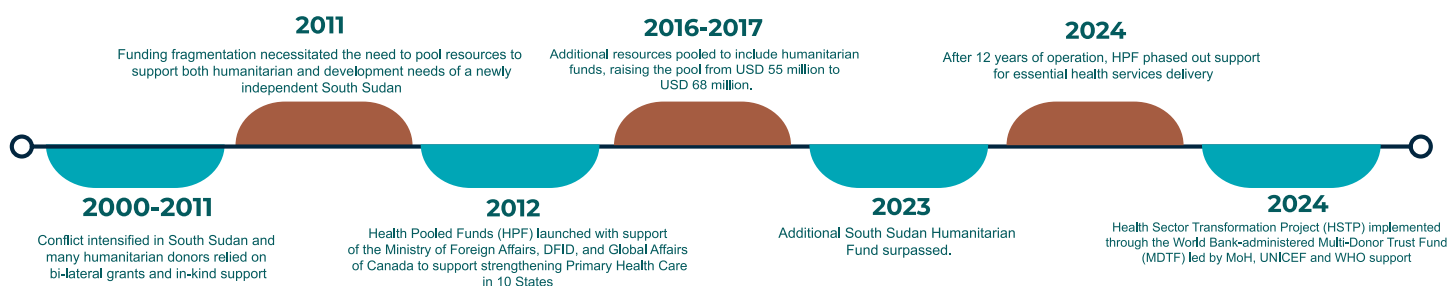 2000-2011
Conflict intensified in South Sudan and
many humanitarian donors relied on
bi-lateral grants and in-kind support
2011
Funding fragmentation necessitated the need to pool resources to
support both humanitarian and development needs of a newly
independent South Sudan
2012
Health Pooled Funds (HPF) launched with support
of the Ministry of Foreign Affairs, DFID, and Global Affairs
of Canada to support strengthening Primary Health Care
in 10 States
2016-2017
Additional resources pooled to include humanitarian
funds, raising the pool from USD 55 million to
USD 68 million.
2023
Additional South Sudan Humanitarian
Fund surpassed.
2024
After 12 years of operation, HPF phased out support
for essential health services delivery
2024
Health Sector Transformation Project (HSTP) implemented
through the World Bank-administered Multi-Donor Trust Fund
(MDTF) led by MoH, UNICEF and WHO support